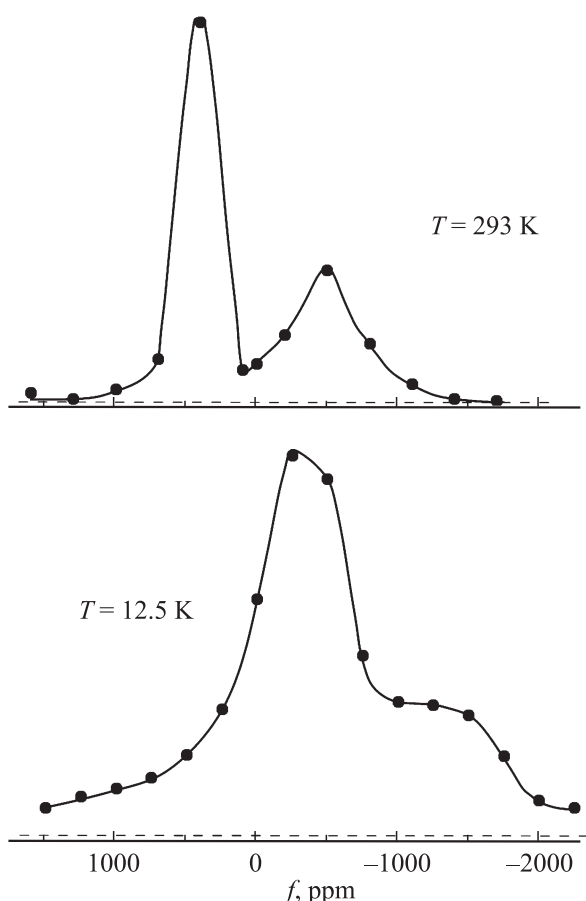 T = 293 K
T = 12.5 K
1000 0 –1000 –2000
f, ppm